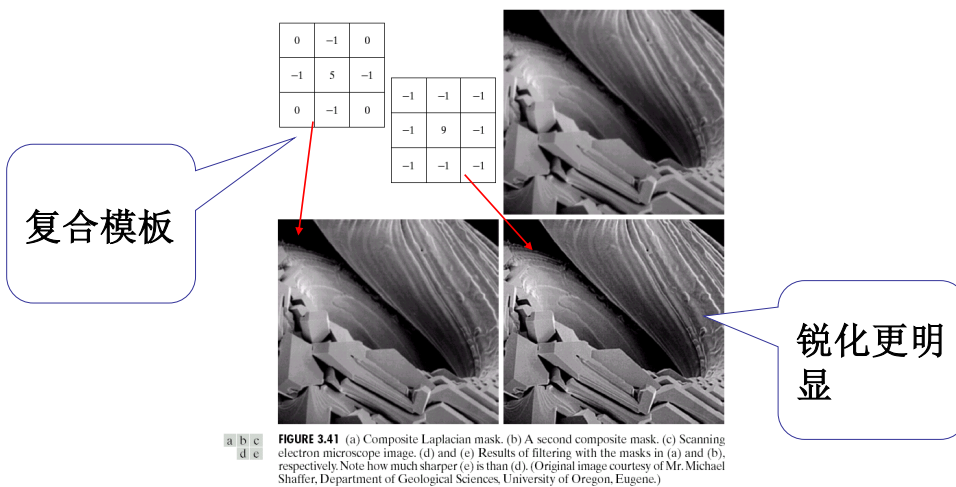 0 −1 0
−1 5 −1
0 −1 0
−1 −1 −1
−1 9 −1
−1 −1 −1
复合模板
锐化更明
显
a b c
d e
FIGURE 3.41 (a) Composite Laplacian mask. (b) A second composite mask. (c) Scanning
electron microscope image. (d) and (e) Results of filtering with the masks in (a) and (b),
respectively. Note how much sharper (e) is than (d). (Original image courtesy of Mr. Michael
Shaffer, Department of Geological Sciences, University of Oregon, Eugene.)